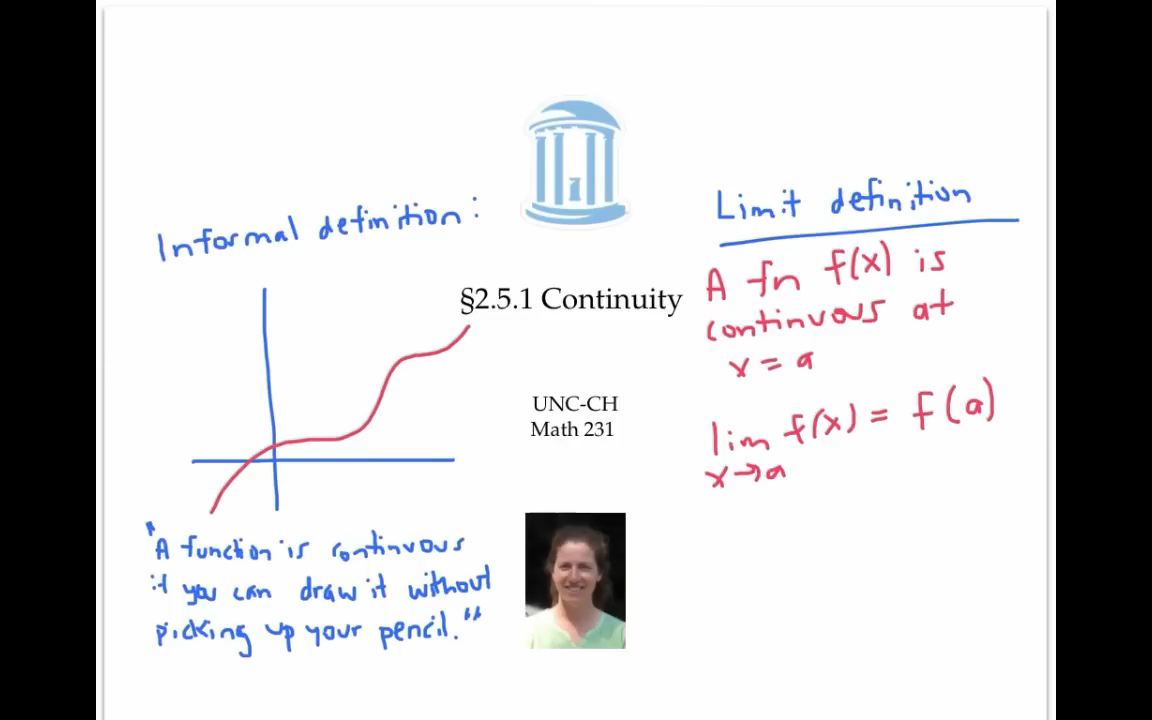 Informal definition:
"A function is continuous
if you can draw it without
picking up your pencil."
§2.5.1 Continuity
UNC-CH
Math 231
Limit definition
A fn f(x) is
continuous at
x = a
lim f(x) = f(a)
x→a